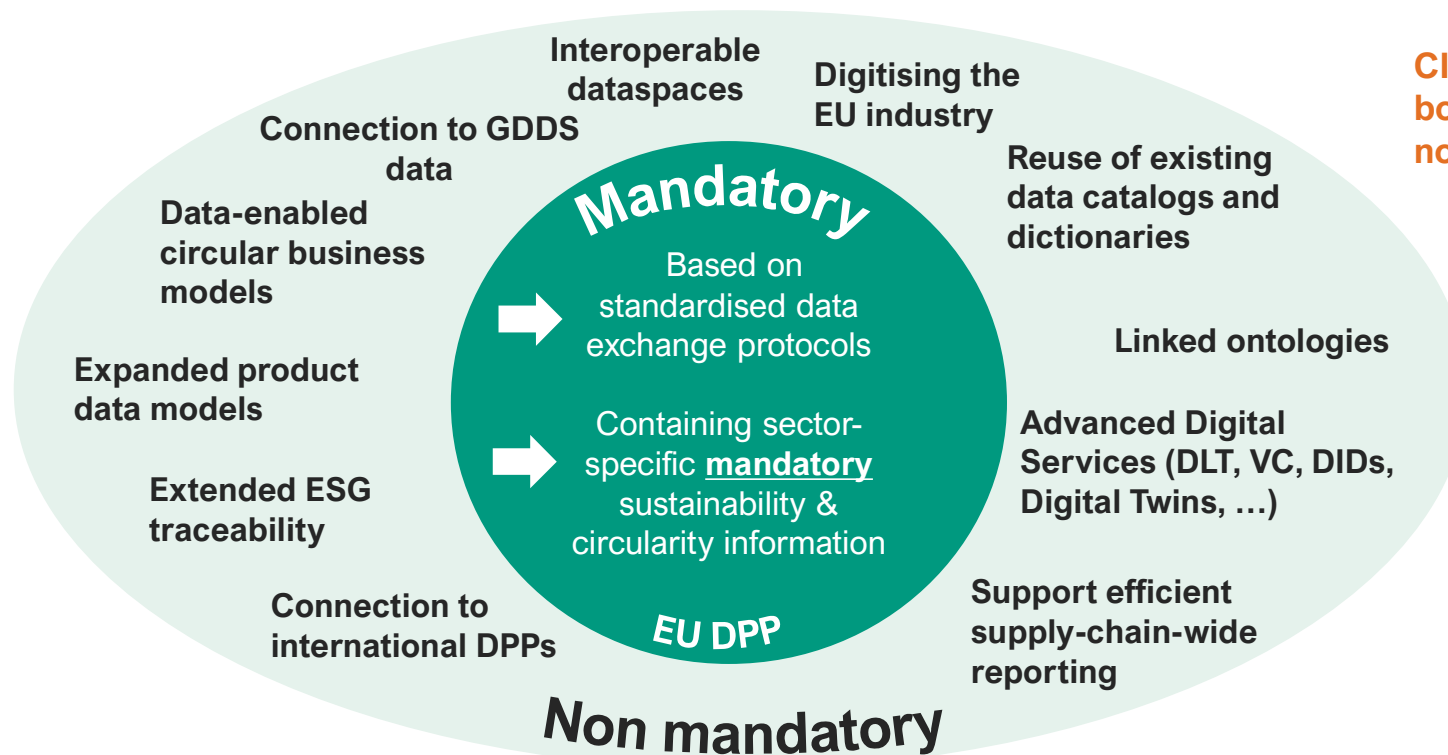 Interoperable
dataspaces
Digitising the
EU industry
Connection to GDDS
data
Reuse of existing
data catalogs and
dictionaries
Data-enabled
circular business
models
Linked ontologies
Expanded product
data models
Advanced Digital
Services (DLT, VC, DIDs,
Digital Twins, …)
Extended ESG
traceability
Support efficient
supply-chain-wide
reporting
Connection to
international DPPs
Mandatory
Based on
standardised data
exchange protocols
Containing sector-
specific mandatory
sustainability &
circularity information
EU DPP
Non mandatory